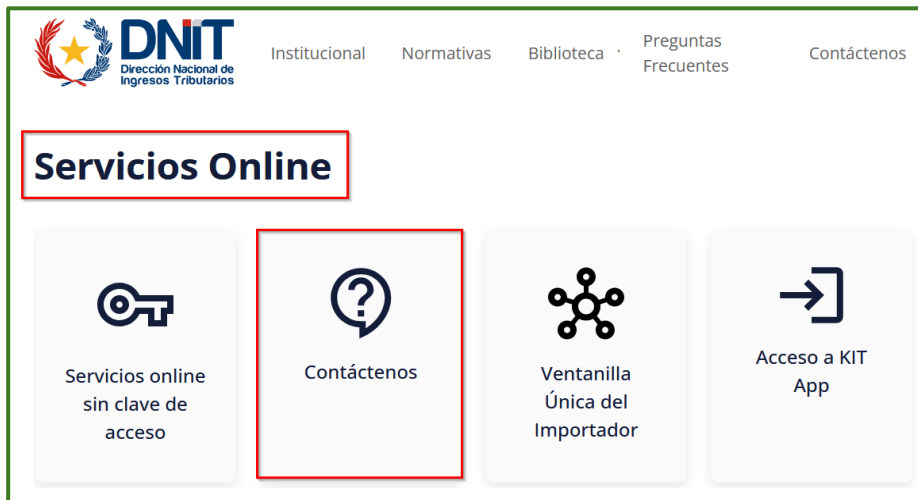 DNIT
Dirección Nacional de
Ingresos Tributarios
Institucional
Normativas
Biblioteca
Preguntas
Frecuentes
Contáctenos
Servicios Online
Servicios online
sin clave de
acceso
Contáctenos
Ventanilla
Única del
Importador
Acceso a KIT
App